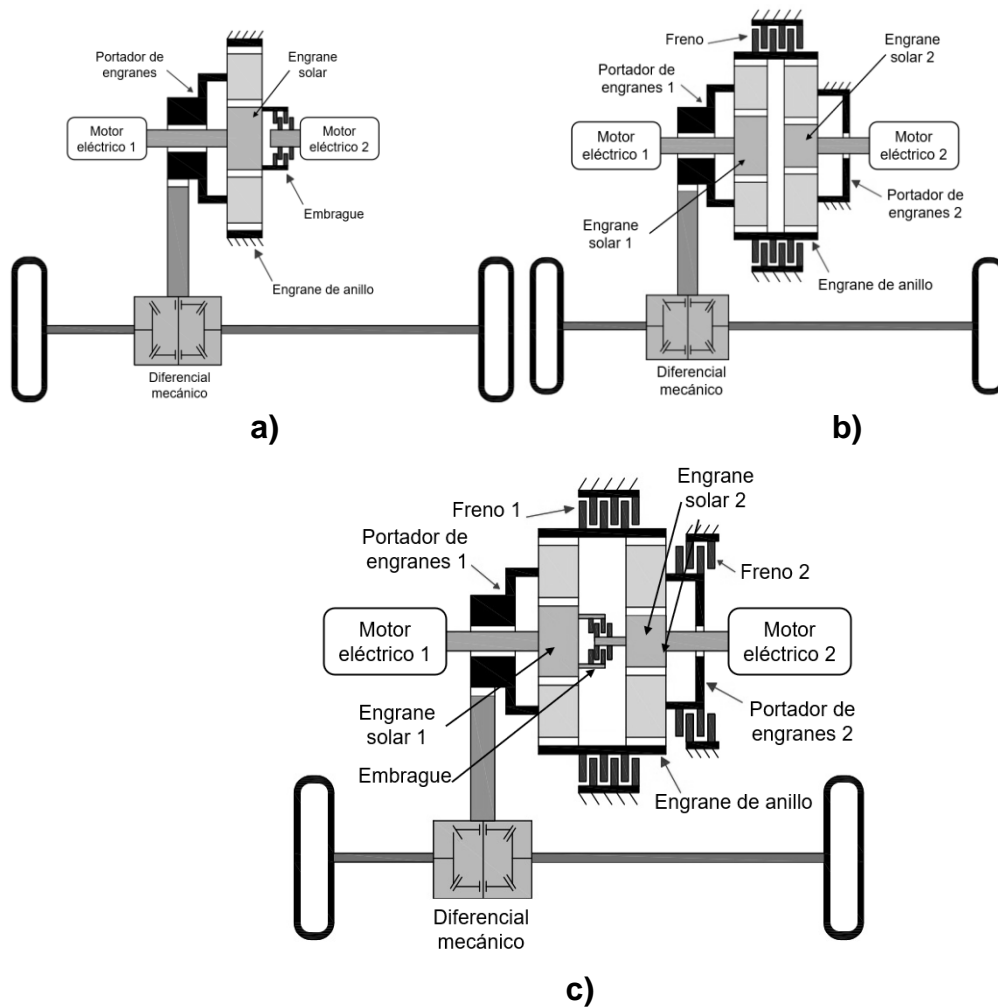 Portador de
engranes
Engrane
solar
Motor
eléctrico 1
Motor
eléctrico 2
Embrague
Engrane de anillo
Diferencial
mecánico
a)
Freno
Engrane
solar 2
Portador de
engranes 1
Motor
eléctrico 1
Motor
eléctrico 2
Portador de
engranes 2
Engrane
solar 1
Engrane de anillo
Diferencial
mecánico
b)
Engrane
solar 2
Freno 1
Portador de
engranes 1
Freno 2
Motor
eléctrico 1
Motor
eléctrico 2
Engrane
solar 1
Portador de
engranes 2
Embrague
Engrane de anillo
Diferencial
mecánico
c)